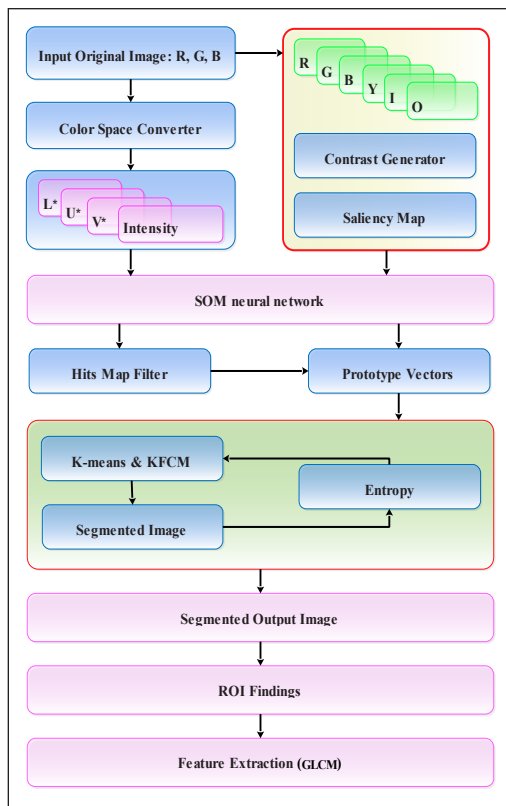 Input Original Image: R, G, B
R
G
B
Y
I
O
Color Space Converter
Contrast Generator
L*
U*
V*
Intensity
Saliency Map
SOM neural network
Hits Map Filter
Prototype Vectors
K-means & KFCM
Entropy
Segmented Image
Segmented Output Image
ROI Findings
Feature Extraction (GLCM)